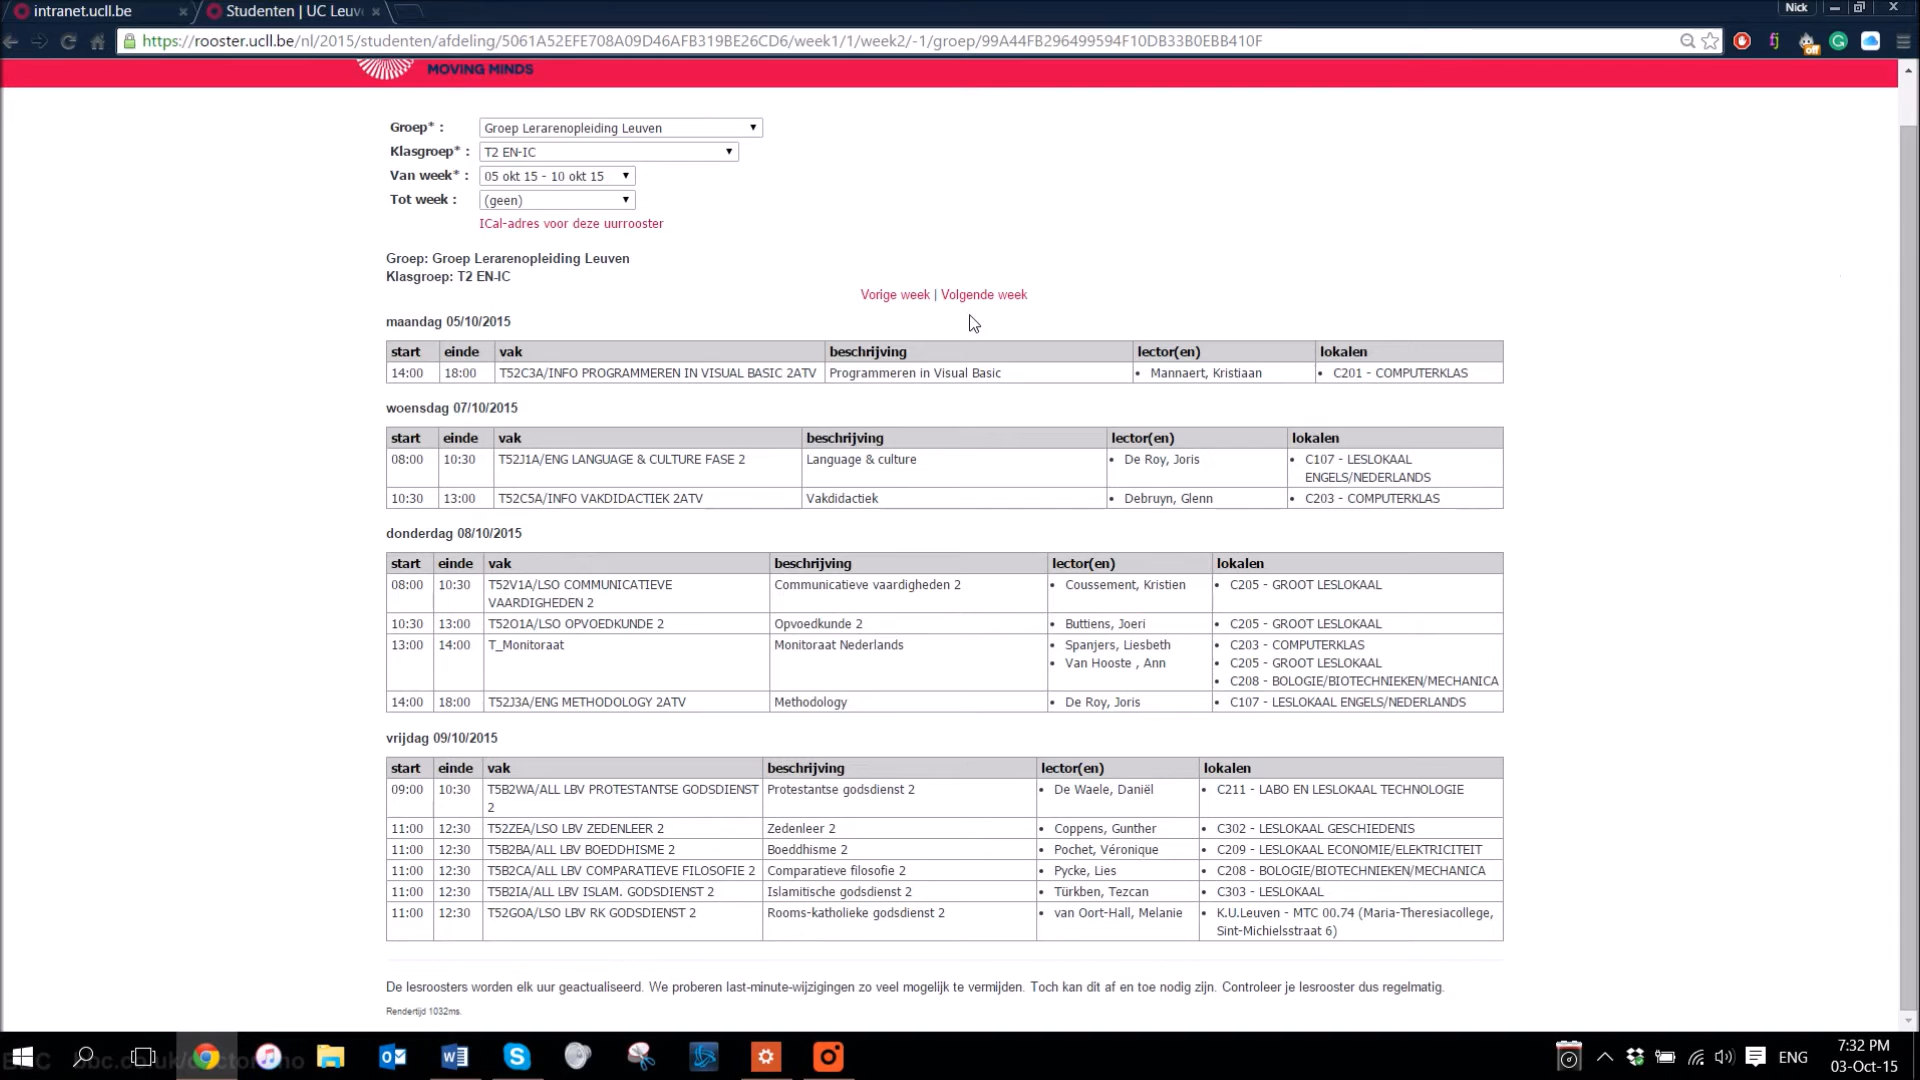 intranet.ucll.be
Studenten | UC Leuv
Nick
https://rooster.ucll.be/nl/2015/studenten/afdeling/5061A52EFE708A09D46AFB319BE26CD6/week1/1/week2/-1/groep/99A44FB296499594F10DB33B0EBB410F
off
MOVING MINDS
Groep* : Groep Lerarenopleiding Leuven
Klasgroep* : T2 EN-IC
Van week* : 05 okt 15 - 10 okt 15
Tot week : (geen)
ICal-adres voor deze uurrooster
Groep: Groep Lerarenopleiding Leuven
Klasgroep: T2 EN-IC
Vorige week | Volgende week
maandag 05/10/2015
start einde vak beschrijving lector(en) lokalen
14:00 18:00 T52C3A/INFO PROGRAMMEREN IN VISUAL BASIC 2ATV Programmeren in Visual Basic • Mannaert, Kristiaan • C201 - COMPUTERKLAS
woensdag 07/10/2015
start einde vak beschrijving lector(en) lokalen
08:00 10:30 T52J1A/ENG LANGUAGE & CULTURE FASE 2 Language & culture • De Roy, Joris • C107 - LESLOKAAL
ENGELS/NEDERLANDS
10:30 13:00 T52C5A/INFO VAKDIDACTIEK 2ATV Vakdidactiek • Debruyn, Glenn • C203 - COMPUTERKLAS
donderdag 08/10/2015
start einde vak beschrijving lector(en) lokalen
08:00 10:30 T52V1A/LSO COMMUNICATIEVE Communicatieve vaardigheden 2 • Coussement, Kristien • C205 - GROOT LESLOKAAL
VAARDIGHEDEN 2
10:30 13:00 T52O1A/LSO OPVOEDKUNDE 2 Opvoedkunde 2 • Buttiens, Joeri • C205 - GROOT LESLOKAAL
13:00 14:00 T_Monitoraat Monitoraat Nederlands • Spanjers, Liesbeth • C203 - COMPUTERKLAS
• Van Hooste , Ann • C205 - GROOT LESLOKAAL
• C208 - BOLOGIE/BIOTECHNIEKEN/MECHANICA
14:00 18:00 T52J3A/ENG METHODOLOGY 2ATV Methodology • De Roy, Joris • C107 - LESLOKAAL ENGELS/NEDERLANDS
vrijdag 09/10/2015
start einde vak beschrijving lector(en) lokalen
09:00 10:30 T5B2WA/ALL LBV PROTESTANTSE GODSDIENST Protestantse godsdienst 2 • De Waele, Daniël • C211 - LABO EN LESLOKAAL TECHNOLOGIE
2
11:00 12:30 T52ZEA/LSO LBV ZEDENLEER 2 Zedenleer 2 • Coppens, Gunther • C302 - LESLOKAAL GESCHIEDENIS
11:00 12:30 T5B2BA/ALL LBV BOEDDHISME 2 Boeddhisme 2 • Pochet, Véronique • C209 - LESLOKAAL ECONOMIE/ELEKTRICITEIT
11:00 12:30 T5B2CA/ALL LBV COMPARATIEVE FILOSOFIE 2 Comparatieve filosofie 2 • Pycke, Lies • C208 - BOLOGIE/BIOTECHNIEKEN/MECHANICA
11:00 12:30 T5B2IA/ALL LBV ISLAM. GODSDIENST 2 Islamitische godsdienst 2 • Türkben, Tezcan • C303 - LESLOKAAL
11:00 12:30 T52GOA/LSO LBV RK GODSDIENST 2 Rooms-katholieke godsdienst 2 • van Oort-Hall, Melanie • K.U.Leuven - MTC 00.74 (Maria-Theresiacollege,
Sint-Michielsstraat 6)
De lesroosters worden elk uur geactualiseerd. We proberen last-minute-wijzigingen zo veel mogelijk te vermijden. Toch kan dit af en toe nodig zijn. Controleer je lesrooster dus regelmatig.
Rendertijd 1032ms.
ENG
7:32 PM
03-Oct-15